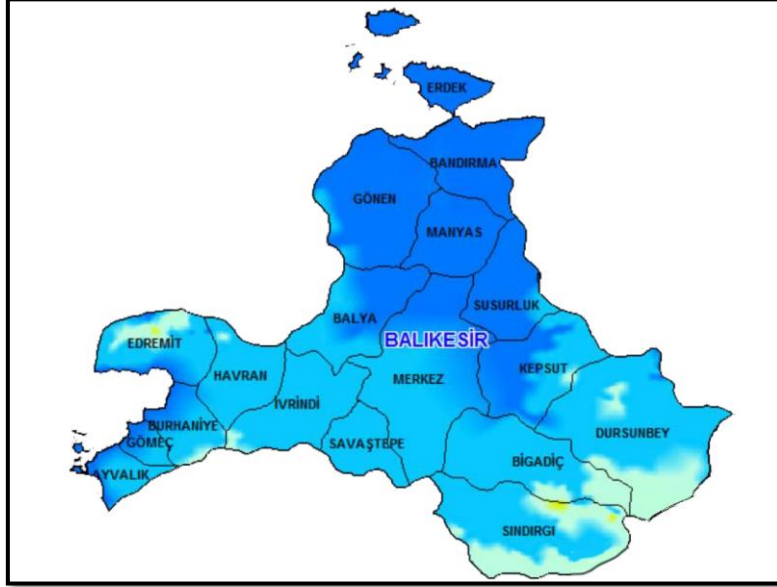 ERDEK
BANDIRMA
GÖNEN
MANYAS
SUSURLUK
BALYA
BALIKESİR
EDREMİT
HAVRAN
MERKEZ
KEPSUT
İVRİNDİ
BURHANİYE
GÖMEÇ
SAVAŞTEPE
DURSUNBEY
BİGADİÇ
AYVALIK
SINDIRGI